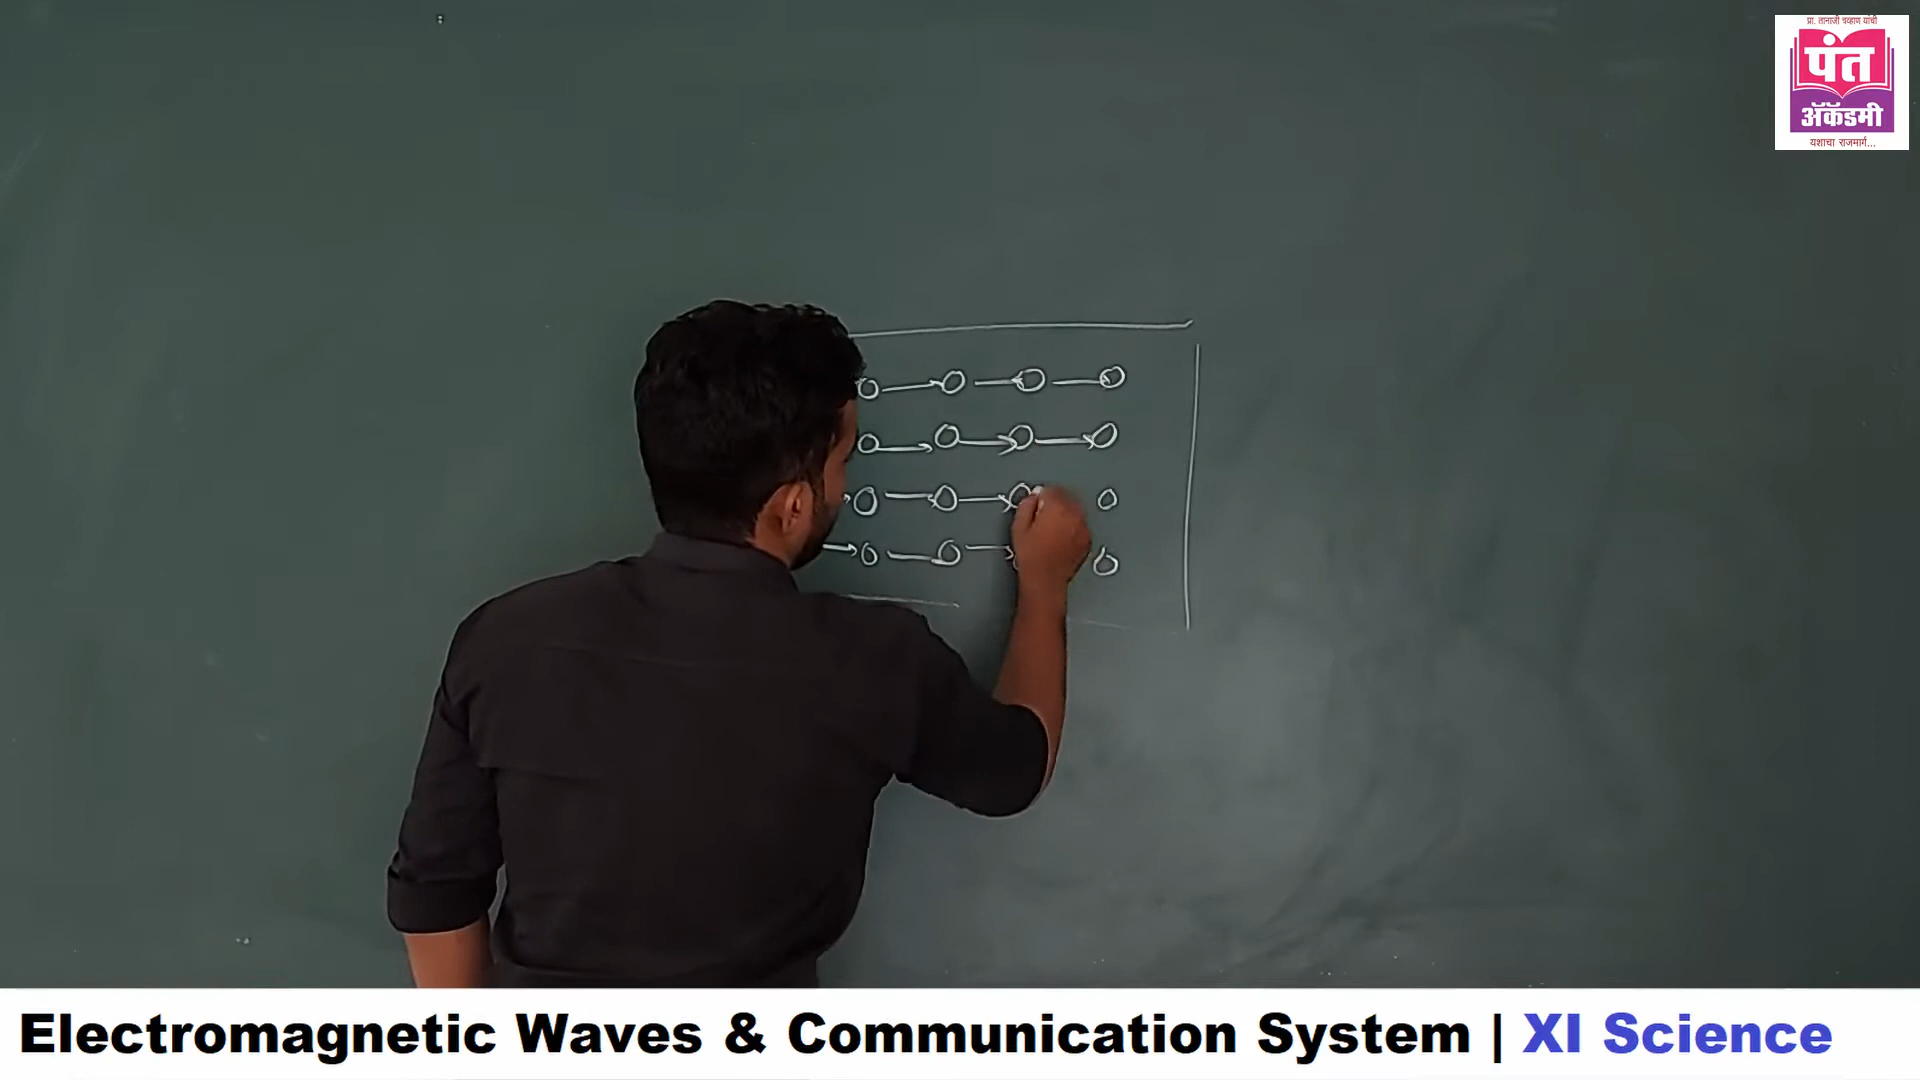 प्रा. तानाजी चव्हाण यांची
पंत
अ‍ॅकॅडमी
यशाचा राजमार्ग...
Electromagnetic Waves & Communication System | XI Science